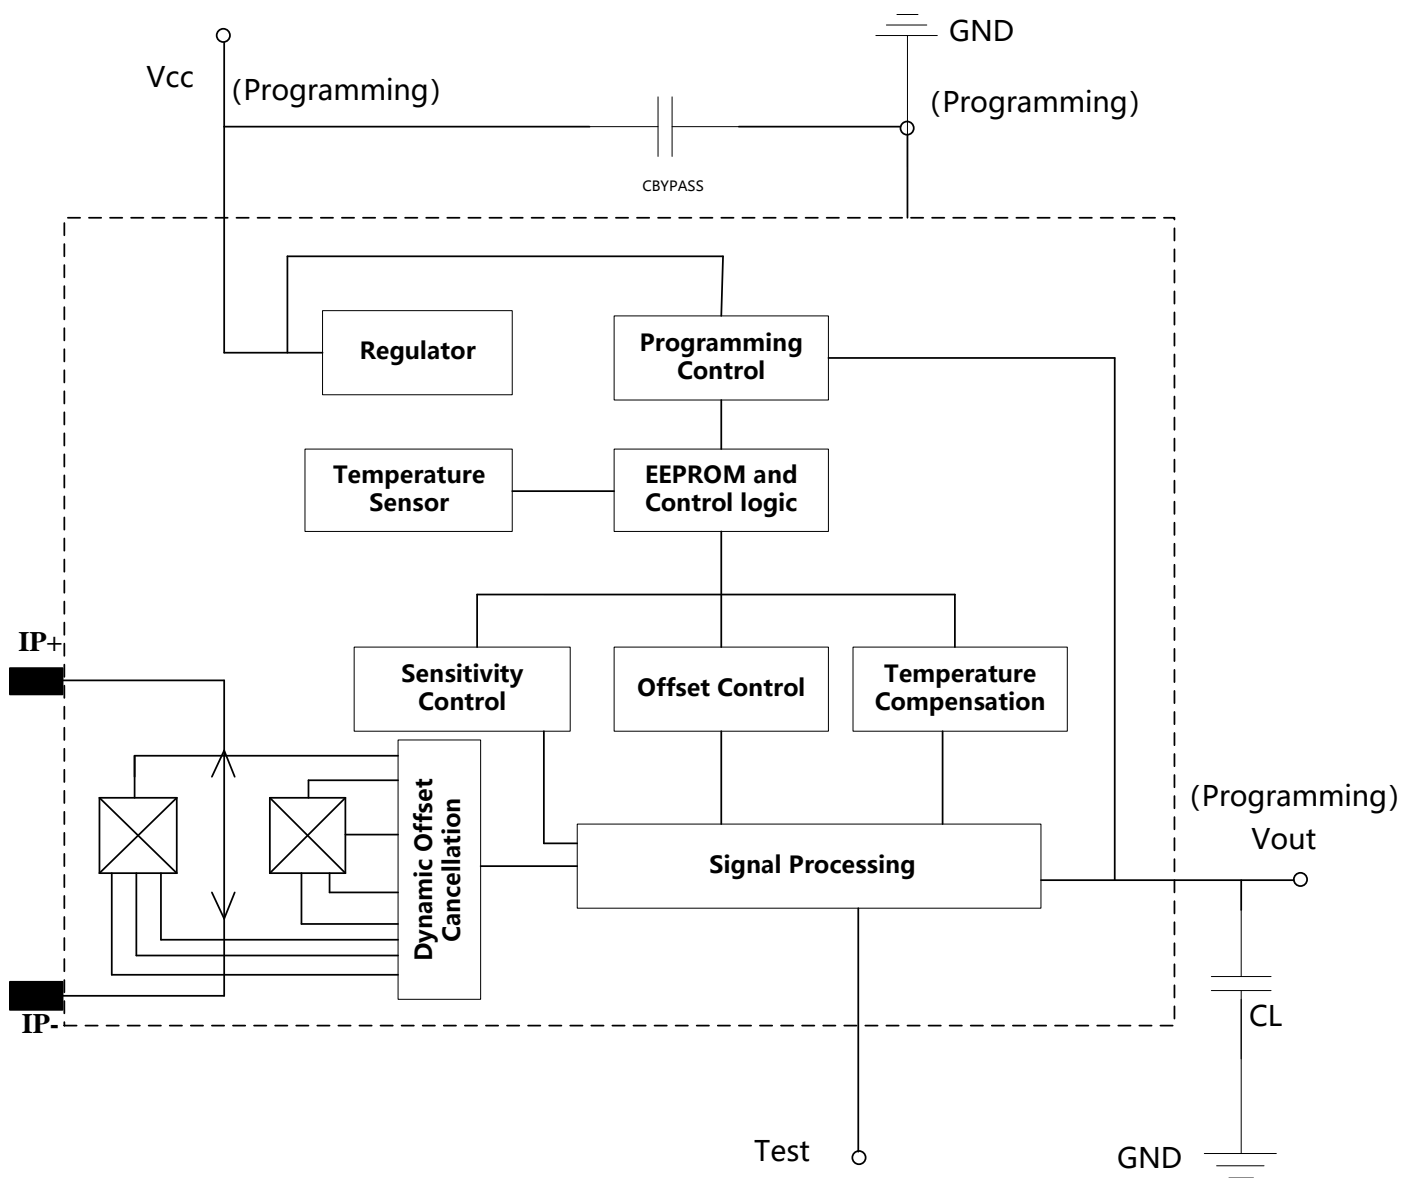 GND
Vcc
(Programming)
(Programming)
CBYPASS
Regulator
Programming
Control
Temperature
Sensor
EEPROM and
Control logic
IP+
Sensitivity
Control
Offset Control
Temperature
Compensation
Dynamic Offset
Cancellation
(Programming)
Vout
Signal Processing
IP-
CL
Test
GND